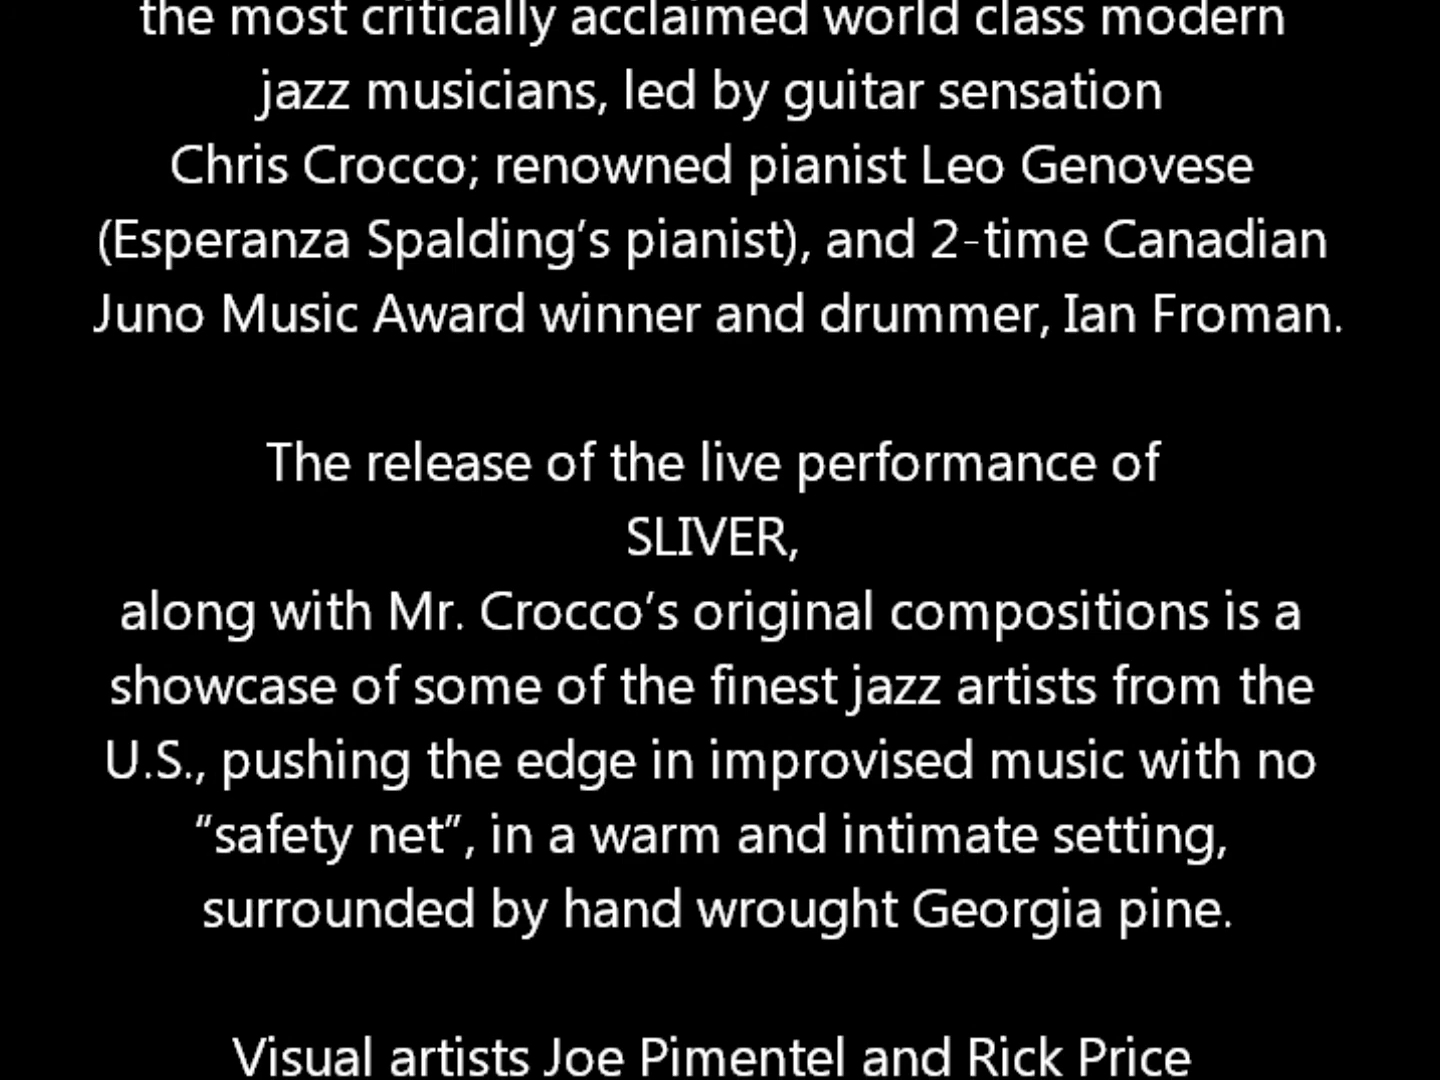 the most critically acclaimed world class modern
jazz musicians, led by guitar sensation
Chris Crocco; renowned pianist Leo Genovese
(Esperanza Spalding’s pianist), and 2-time Canadian
Juno Music Award winner and drummer, Ian Froman.
The release of the live performance of
SLIVER,
along with Mr. Crocco’s original compositions is a
showcase of some of the finest jazz artists from the
U.S., pushing the edge in improvised music with no
“safety net”, in a warm and intimate setting,
surrounded by hand wrought Georgia pine.
Visual artists Joe Pimentel and Rick Price